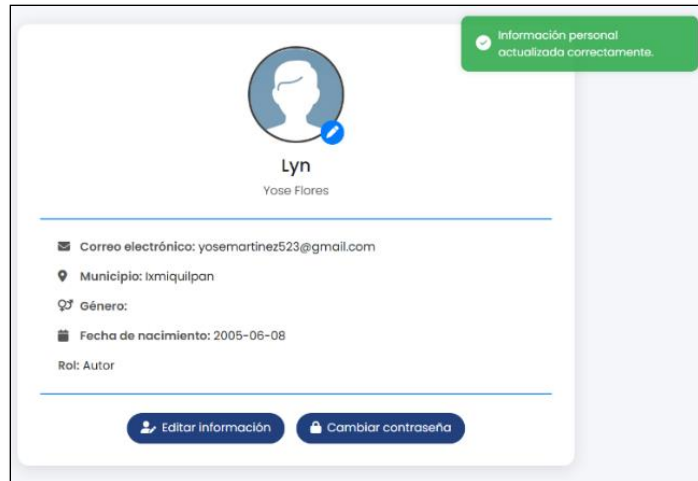 Información personal
actualizada correctamente.
Lyn
Yose Flores
Correo electrónico: yosemartinez523@gmail.com
Municipio: Ixmiquilpan
Género:
Fecha de nacimiento: 2005-06-08
Rol: Autor
Editar información
Cambiar contraseña